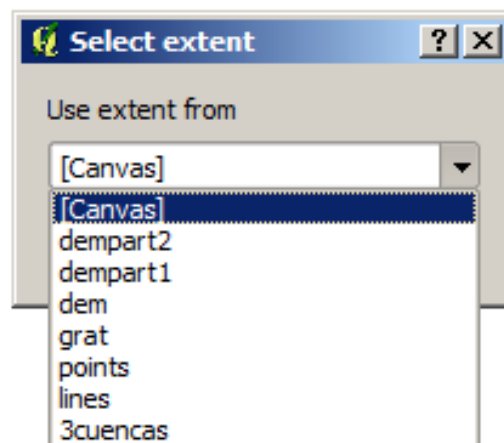 Select extent
Use extent from
[Canvas]
[Canvas]
dempart2
dempart1
dem
grat
points
lines
3cuencas